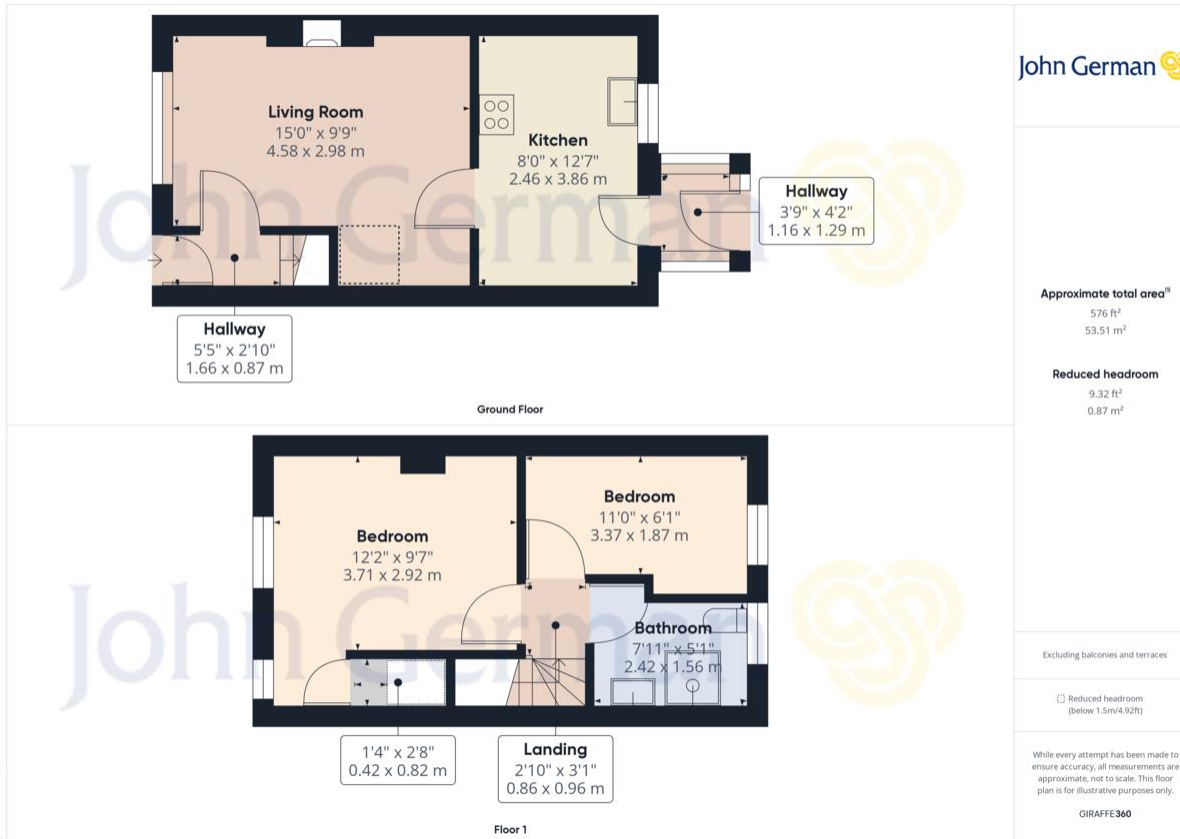 Living Room
15'0" x 9'9"
4.58 x 2.98 m
Kitchen
8'0" x 12'7"
2.46 x 3.86 m
Hallway
3'9" x 4'2"
1.16 x 1.29 m
Hallway
5'5" x 2'10"
1.66 x 0.87 m
John German
Ground Floor
Bedroom
12'2" x 9'7"
3.71 x 2.92 m
Bedroom
11'0" x 6'1"
3.37 x 1.87 m
Bathroom
7'11" x 5'1"
2.42 x 1.56 m
1'4" x 2'8"
0.42 x 0.82 m
Landing
2'10" x 3'1"
0.86 x 0.96 m
John German
Floor 1
John German
Approximate total area⁽¹⁾
576 ft²
53.51 m²
Reduced headroom
9.32 ft²
0.87 m²
Excluding balconies and terraces
Reduced headroom
(below 1.5m/4.92ft)
While every attempt has been made to
ensure accuracy, all measurements are
approximate, not to scale. This floor
plan is for illustrative purposes only.
GIRAFFE360